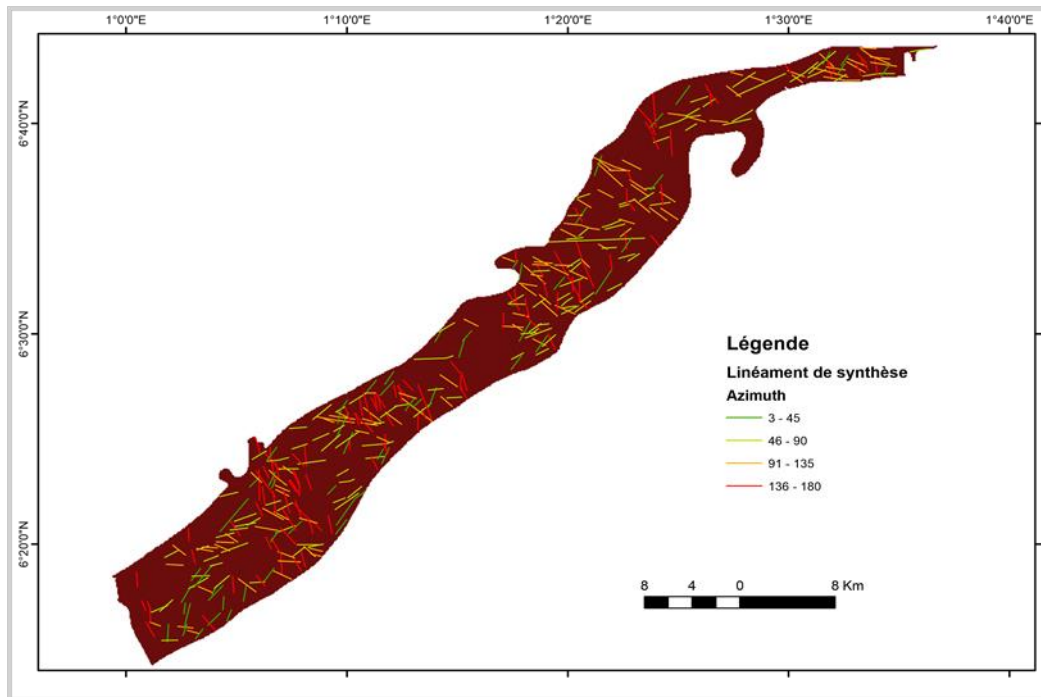 1°0'0"E 1°10'0"E 1°20'0"E 1°30'0"E 1°40'0"E
6°40'0"N
6°30'0"N
6°20'0"N
Légende
Linéament de synthèse
Azimuth
3 - 45
46 - 90
91 - 135
136 - 180
8 4 0 8 Km